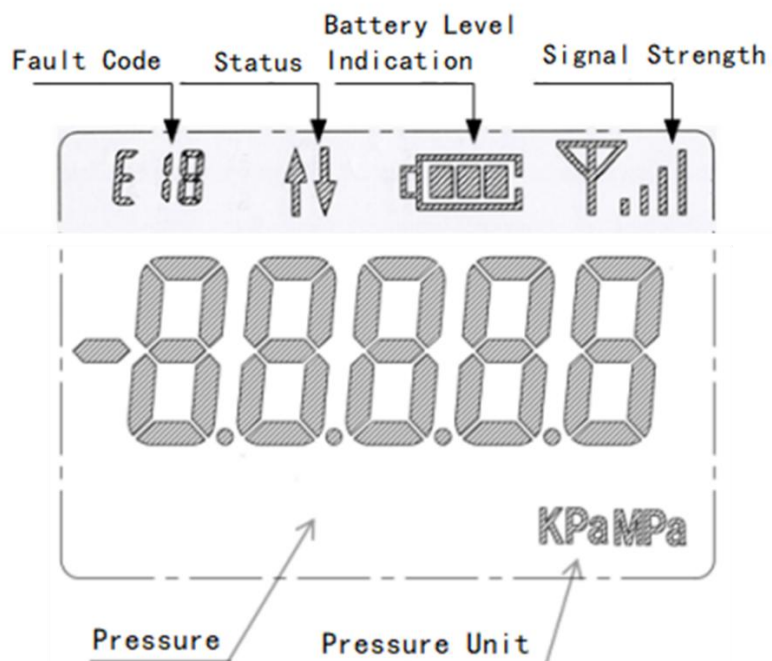 Battery Level
Fault Code Status Indication Signal Strength
E18
-8.8.8.8.8
KPaMPa
Pressure Pressure Unit